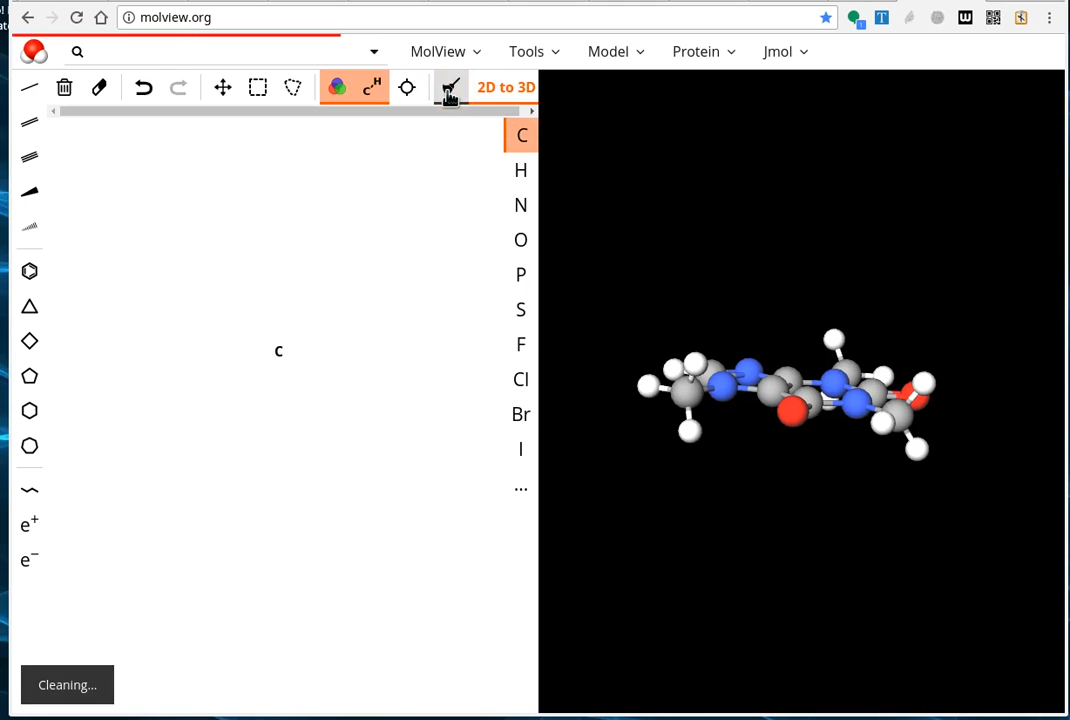 molview.org
MolView Tools Model Protein Jmol
C H 2D to 3D
C
H
N
O
P
S
F
Cl
Br
I
...
C
e+
e−
Cleaning...